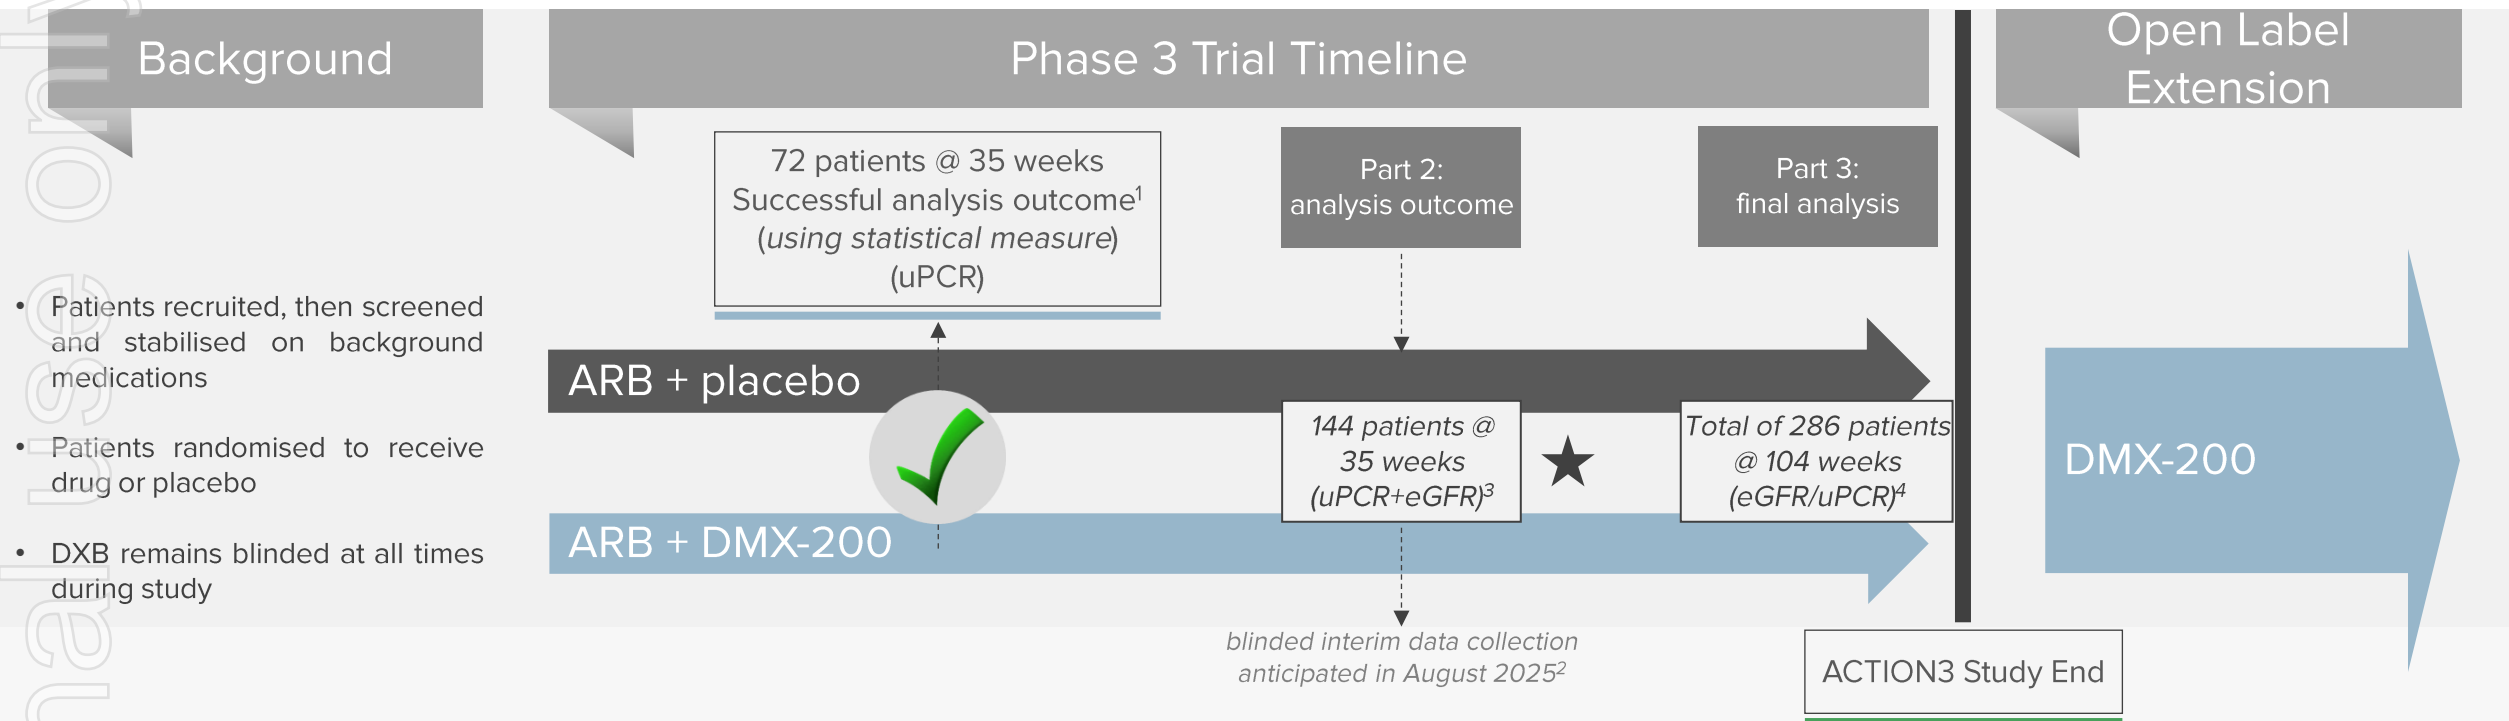 Background
Phase 3 Trial Timeline
Open Label
Extension
72 patients @ 35 weeks
Successful analysis outcome¹
(using statistical measure)
(uPCR)
Part 2:
analysis outcome
Part 3:
final analysis
• Patients recruited, then screened
and stabilised on background
medications
• Patients randomised to receive
drug or placebo
• DXB remains blinded at all times
during study
ARB + placebo
144 patients @
35 weeks
(uPCR+eGFR)³
Total of 286 patients
@ 104 weeks
(eGFR/uPCR)⁴
ARB + DMX-200
DMX-200
blinded interim data collection
anticipated in August 2025²
ACTION3 Study End
nal use only